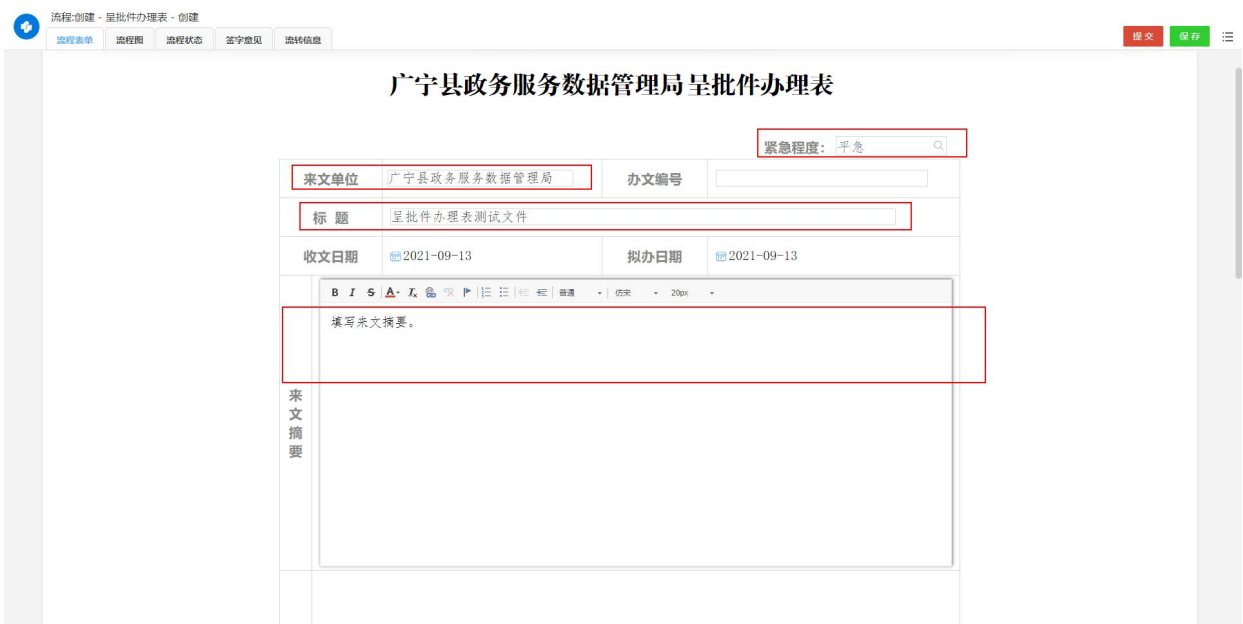 流程:创建 - 呈批件办理表 - 创建
流程表单 流程图 流程状态 签字意见 流转信息 提交 保存
广宁县政务服务数据管理局呈批件办理表
紧急程度： 平急
来文单位 广宁县政务服务数据管理局 办文编号
标 题 呈批件办理表测试文件
收文日期 2021-09-13 拟办日期 2021-09-13
B I S A Tx 普通 仿宋 20px
填写来文摘要。
来
文
摘
要